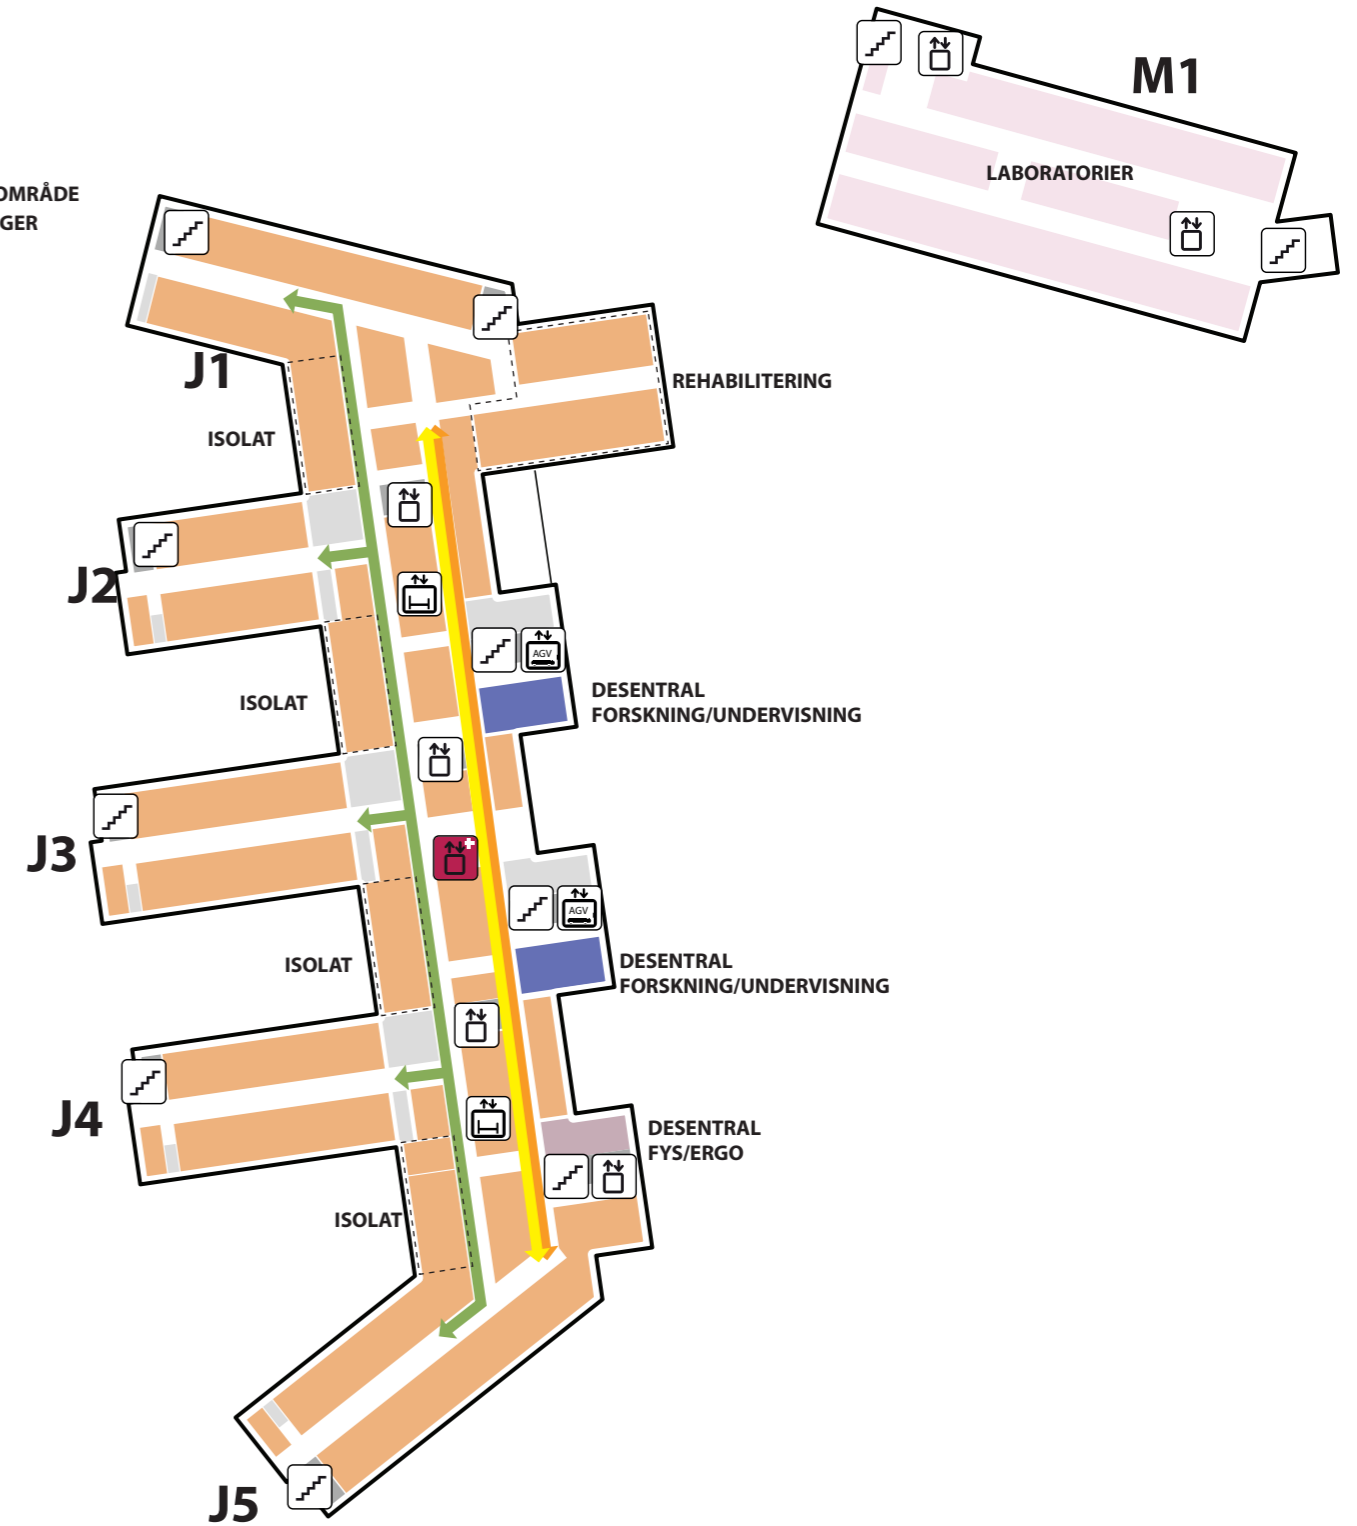 M1
LABORATORIER
OMRÅDE
GER
J1
REHABILITERING
ISOLAT
J2
AGV
ISOLAT
DESENTRAL
FORSKNING/UNDERVISNING
J3
AGV
ISOLAT
DESENTRAL
FORSKNING/UNDERVISNING
J4
DESENTRAL
FYS/ERGO
ISOLAT
J5